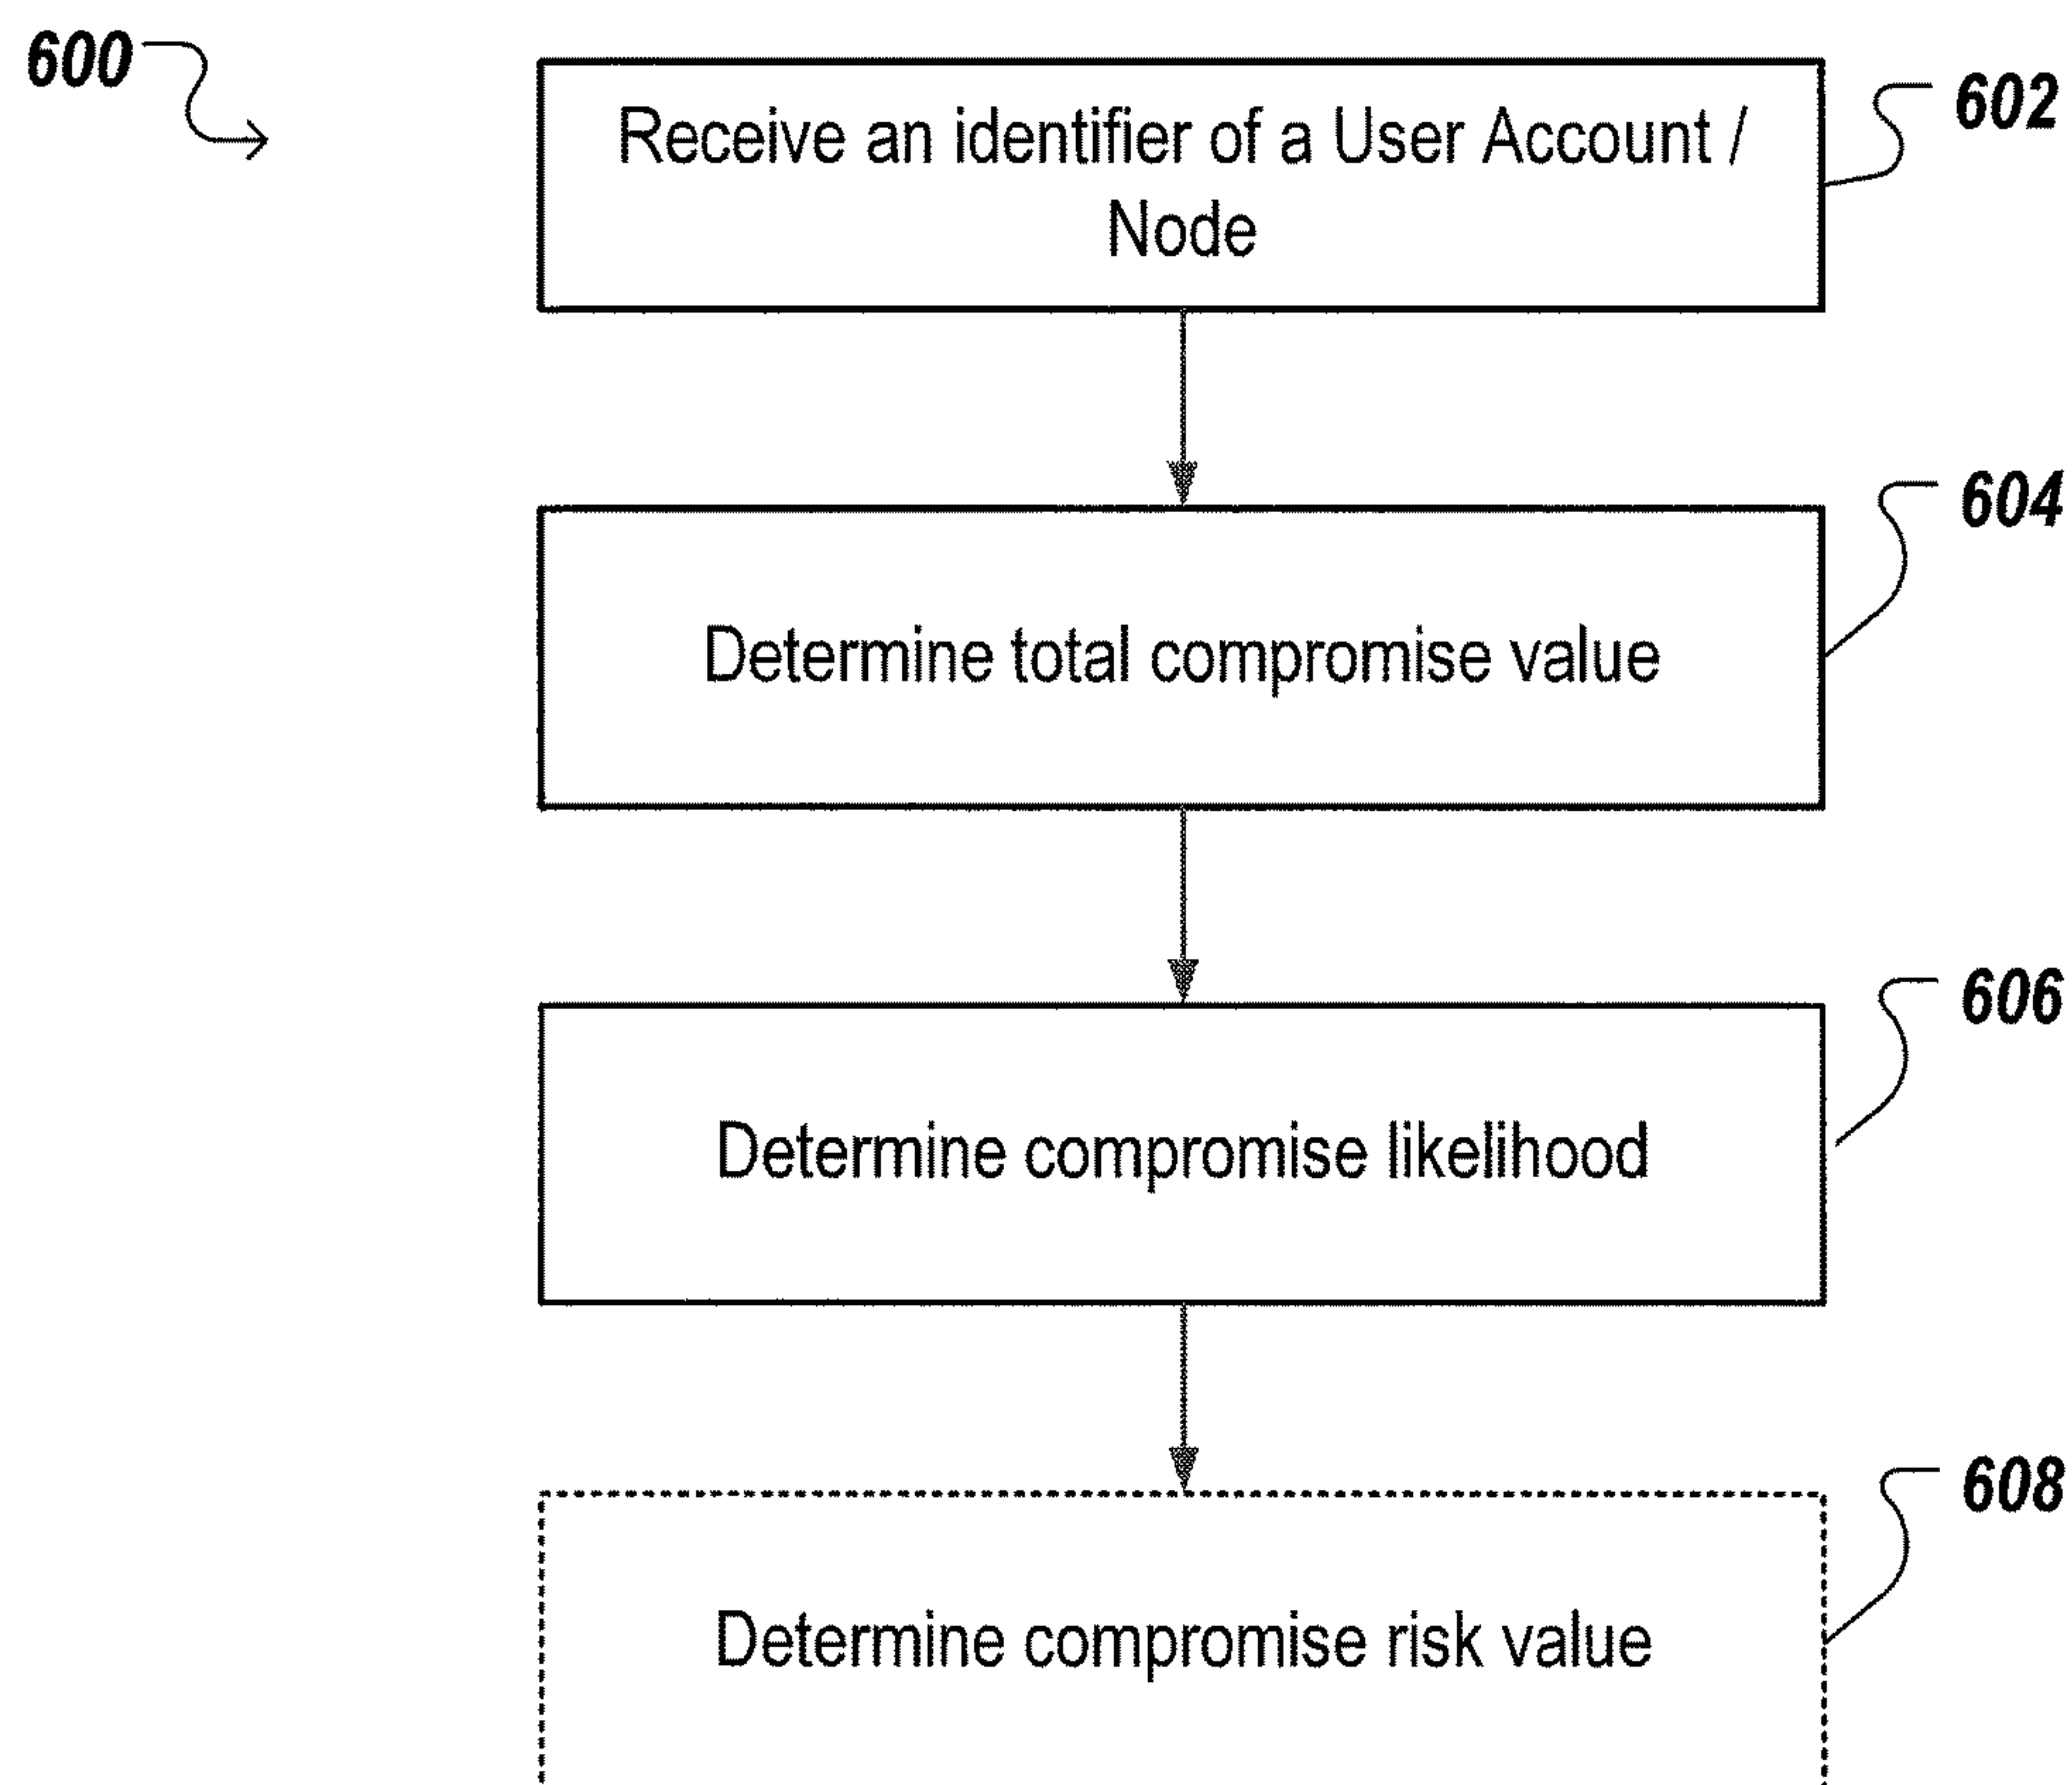 600
Receive an identifier of a User Account /
Node
602
Determine total compromise value
604
Determine compromise likelihood
606
Determine compromise risk value
608